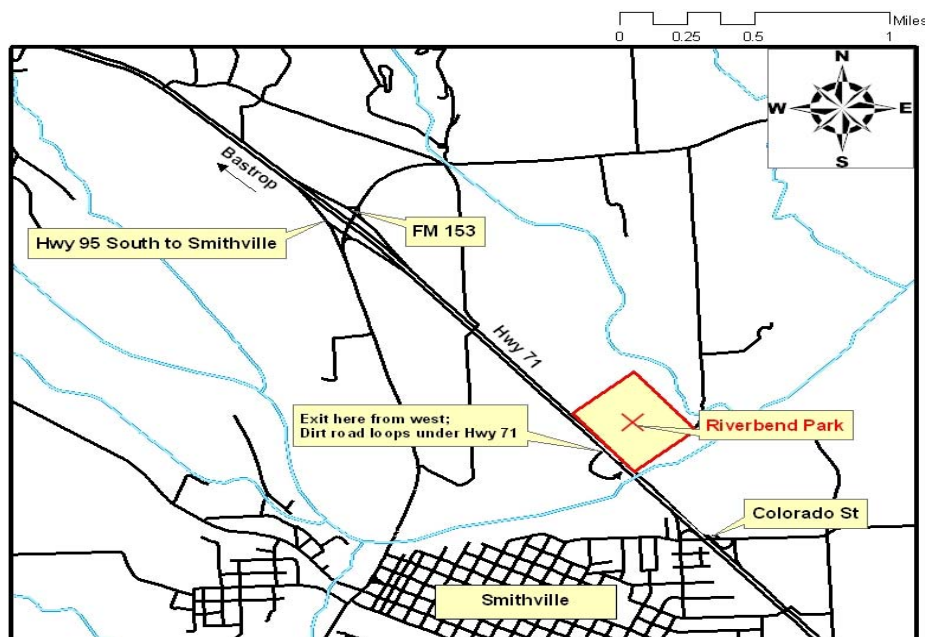 Miles
0 0.25 0.5 1
N
W E
S
Bastrop
FM 153
Hwy 95 South to Smithville
Hwy 71
Exit here from west;
Dirt road loops under Hwy 71
Riverbend Park
Colorado St
Smithville